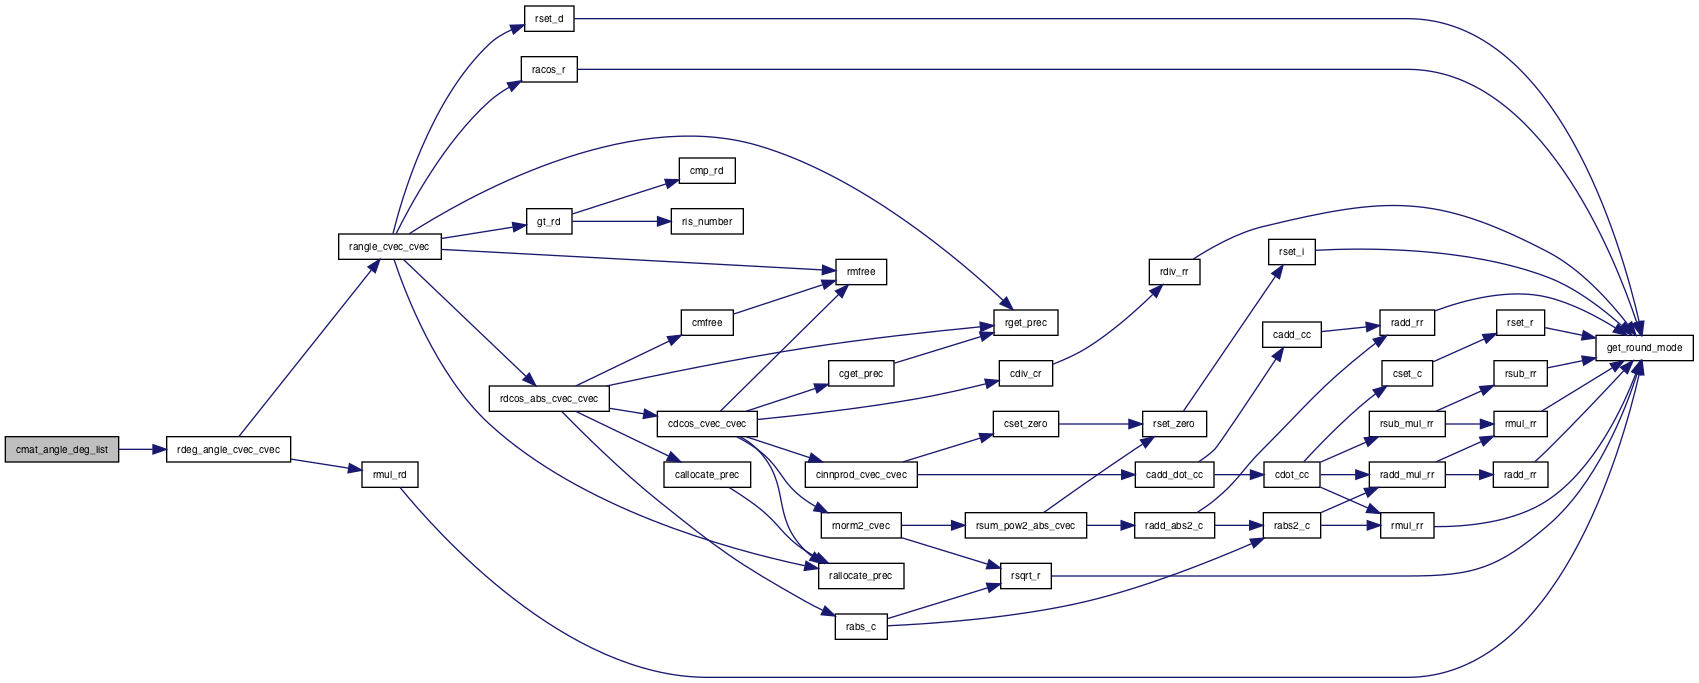 rset_d
racos_r
cmp_rd
gt_rd
ris_number
rangle_cvec_cvec
rmfree
rdiv_rr
rset_i
cmfree
rget_prec
cadd_cc
radd_rr
rset_r
get_round_mode
rdcos_abs_cvec_cvec
cget_prec
cdiv_cr
cset_c
rsub_rr
cmat_angle_deg_list
rdeg_angle_cvec_cvec
cdcos_cvec_cvec
cset_zero
rset_zero
rsub_mul_rr
rmul_rr
rmul_rd
callocate_prec
cinnprod_cvec_cvec
cadd_dot_cc
cdot_cc
radd_mul_rr
radd_rr
rnorm2_cvec
rsum_pow2_abs_cvec
radd_abs2_c
rabs2_c
rmul_rr
rallocate_prec
rsqrt_r
rabs_c